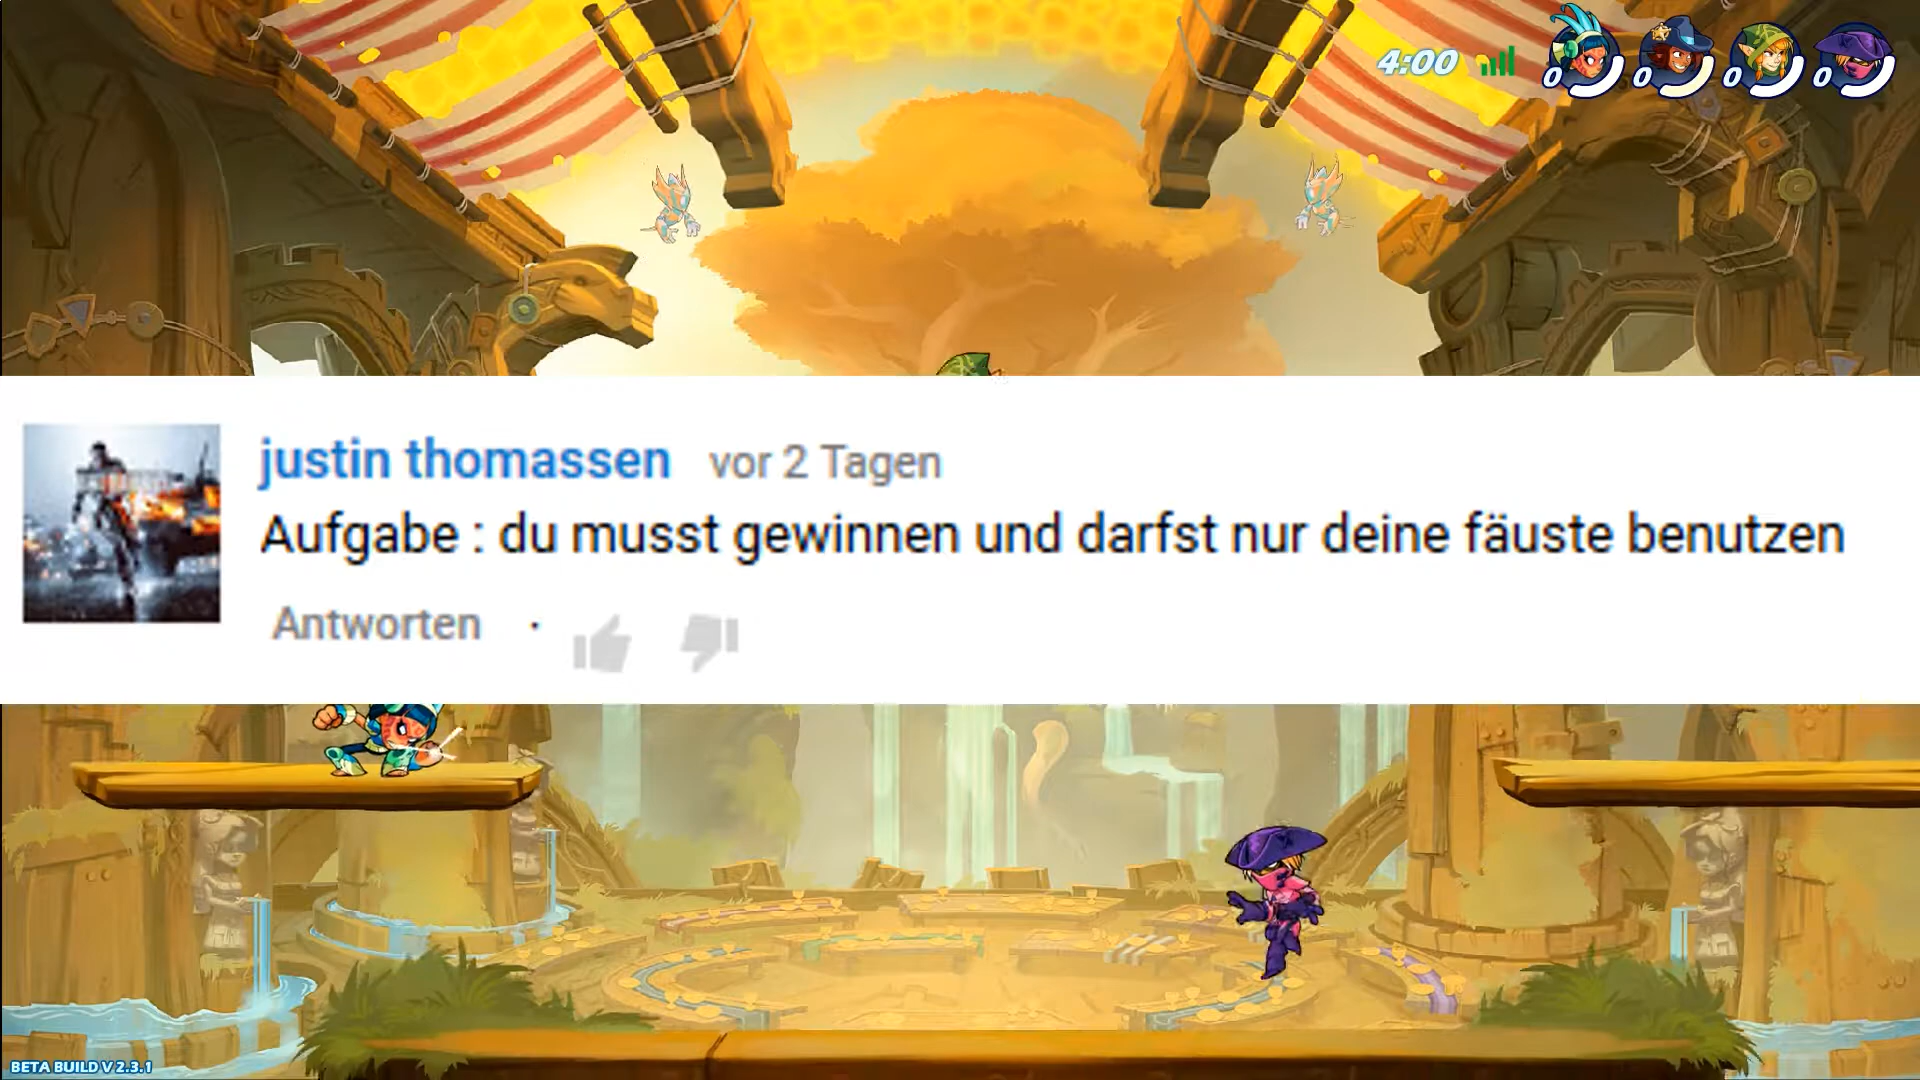 4:00
0 0 0 0
justin thomassen vor 2 Tagen
Aufgabe : du musst gewinnen und darfst nur deine fäuste benutzen
Antworten ·
BETA BUILD V 2.3.1